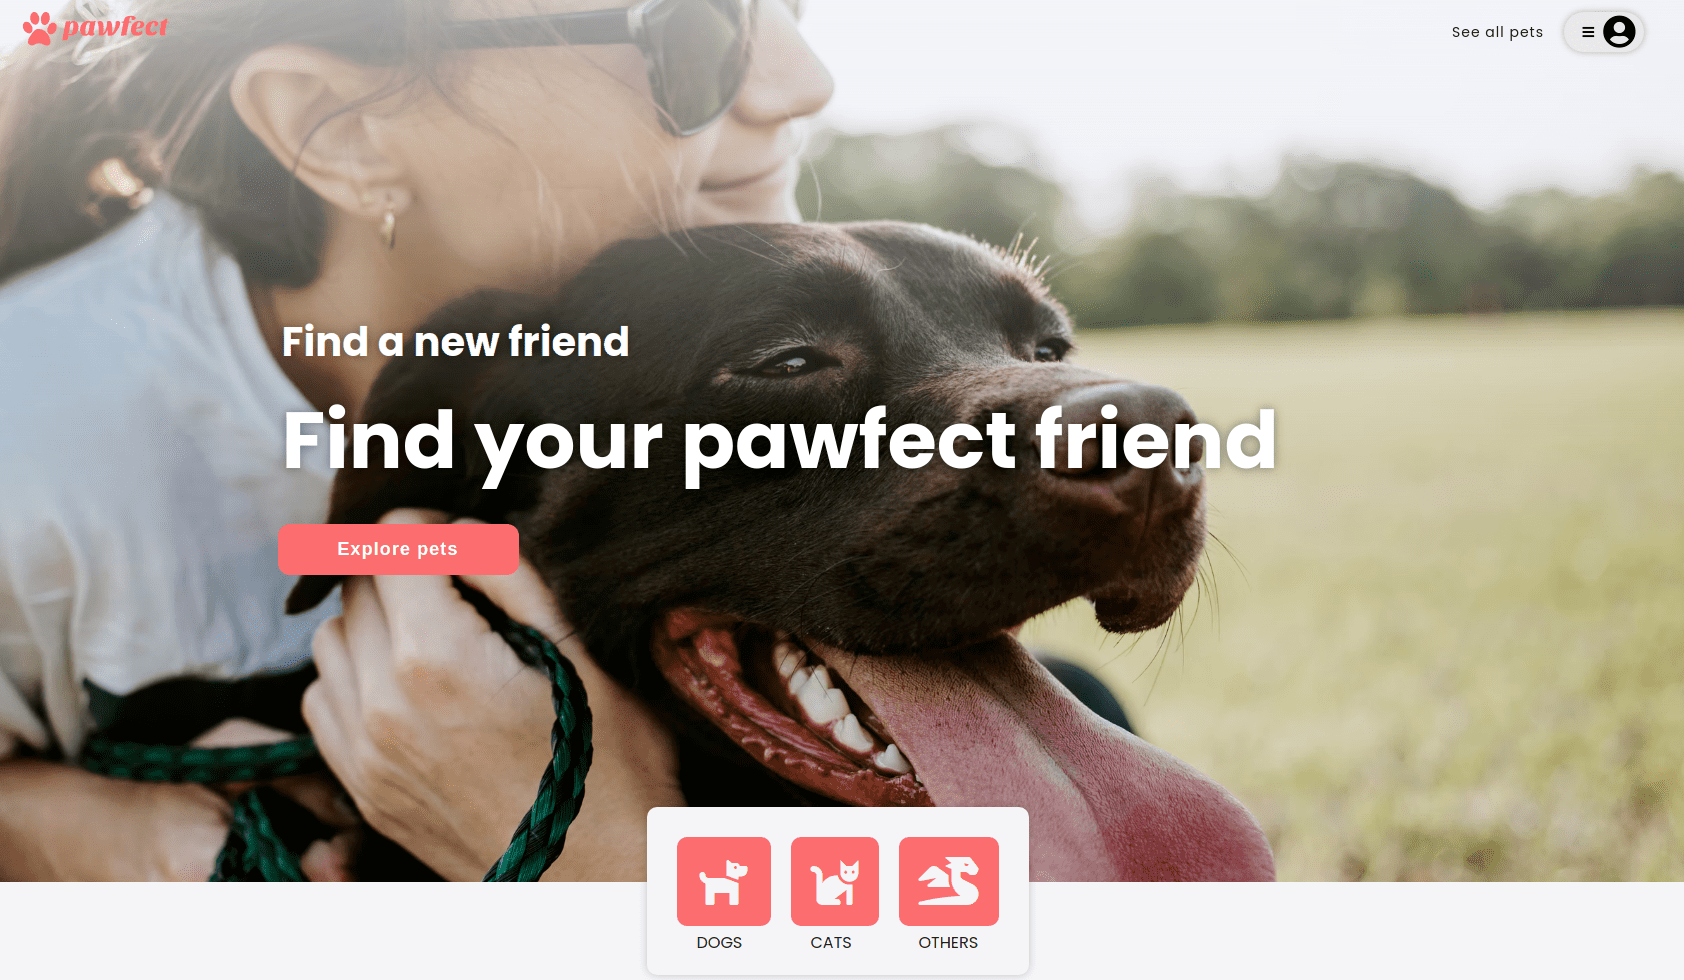 pawfect
See all pets
Find a new friend
Find your pawfect friend
Explore pets
DOGS
CATS
OTHERS